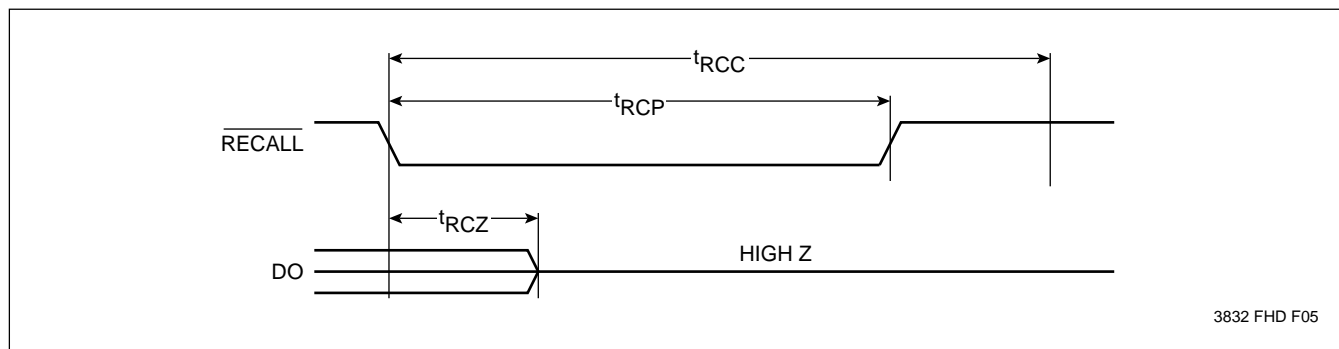 tRCC
tRCP
RECALL
tRCZ
HIGH Z
DO
3832 FHD F05